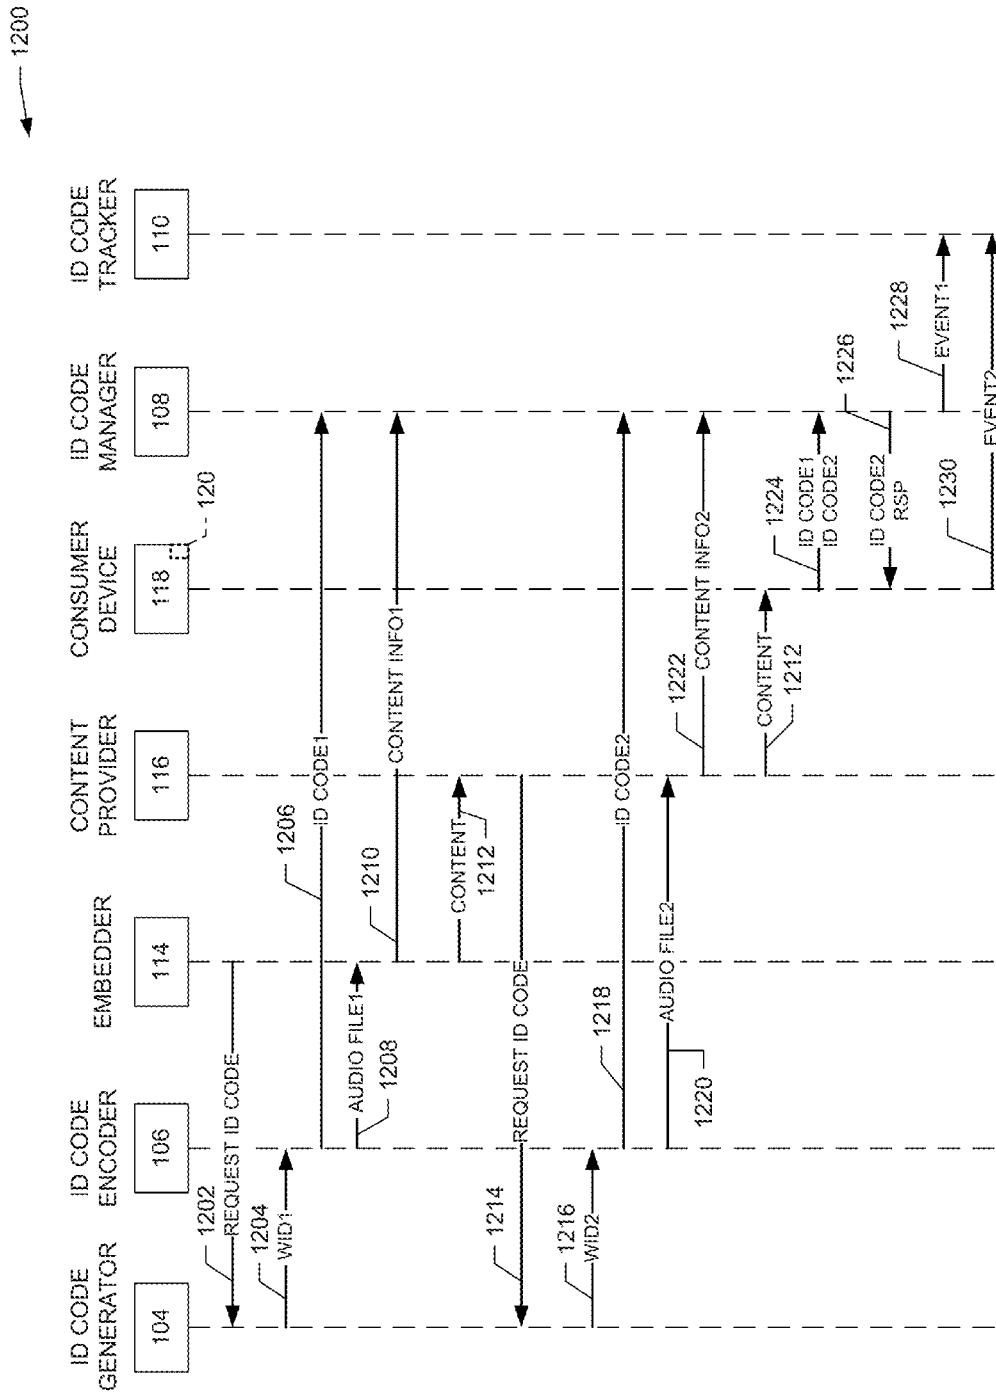 1200
ID CODE
GENERATOR
104
ID CODE
ENCODER
106
EMBEDDER
114
CONTENT
PROVIDER
116
CONSUMER
DEVICE
118
120
ID CODE
MANAGER
108
ID CODE
TRACKER
110
1202
REQUEST ID CODE
1204
WID1
1206
ID CODE1
AUDIO FILE1
1208
1210
CONTENT INFO1
CONTENT
1212
1214
REQUEST ID CODE
1216
WID2
1218
ID CODE2
AUDIO FILE2
1220
1222
CONTENT INFO2
CONTENT
1212
1224
ID CODE1
ID CODE2
1226
ID CODE2
RSP
1228
EVENT1
1230
EVENT2